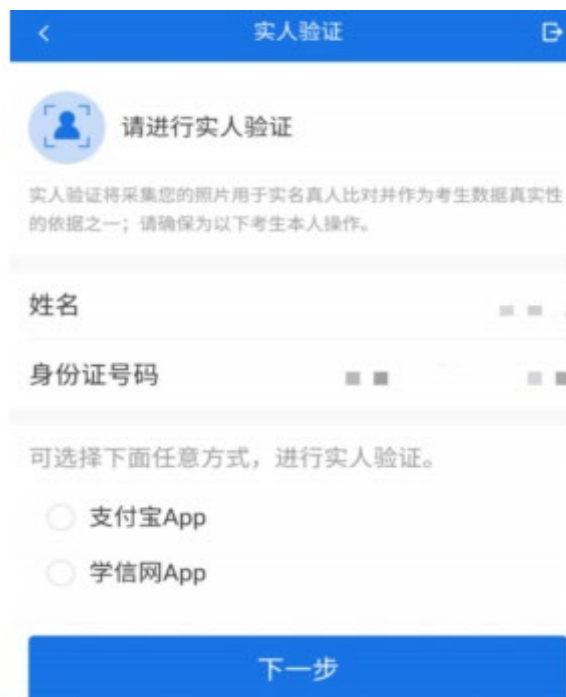 实人验证
请进行实人验证
实人验证将采集您的照片用于实名真人比对并作为考生数据真实性
的依据之一；请确保为以下考生本人操作。
姓名
身份证号码
可选择下面任意方式，进行实人验证。
支付宝App
学信网App
下一步